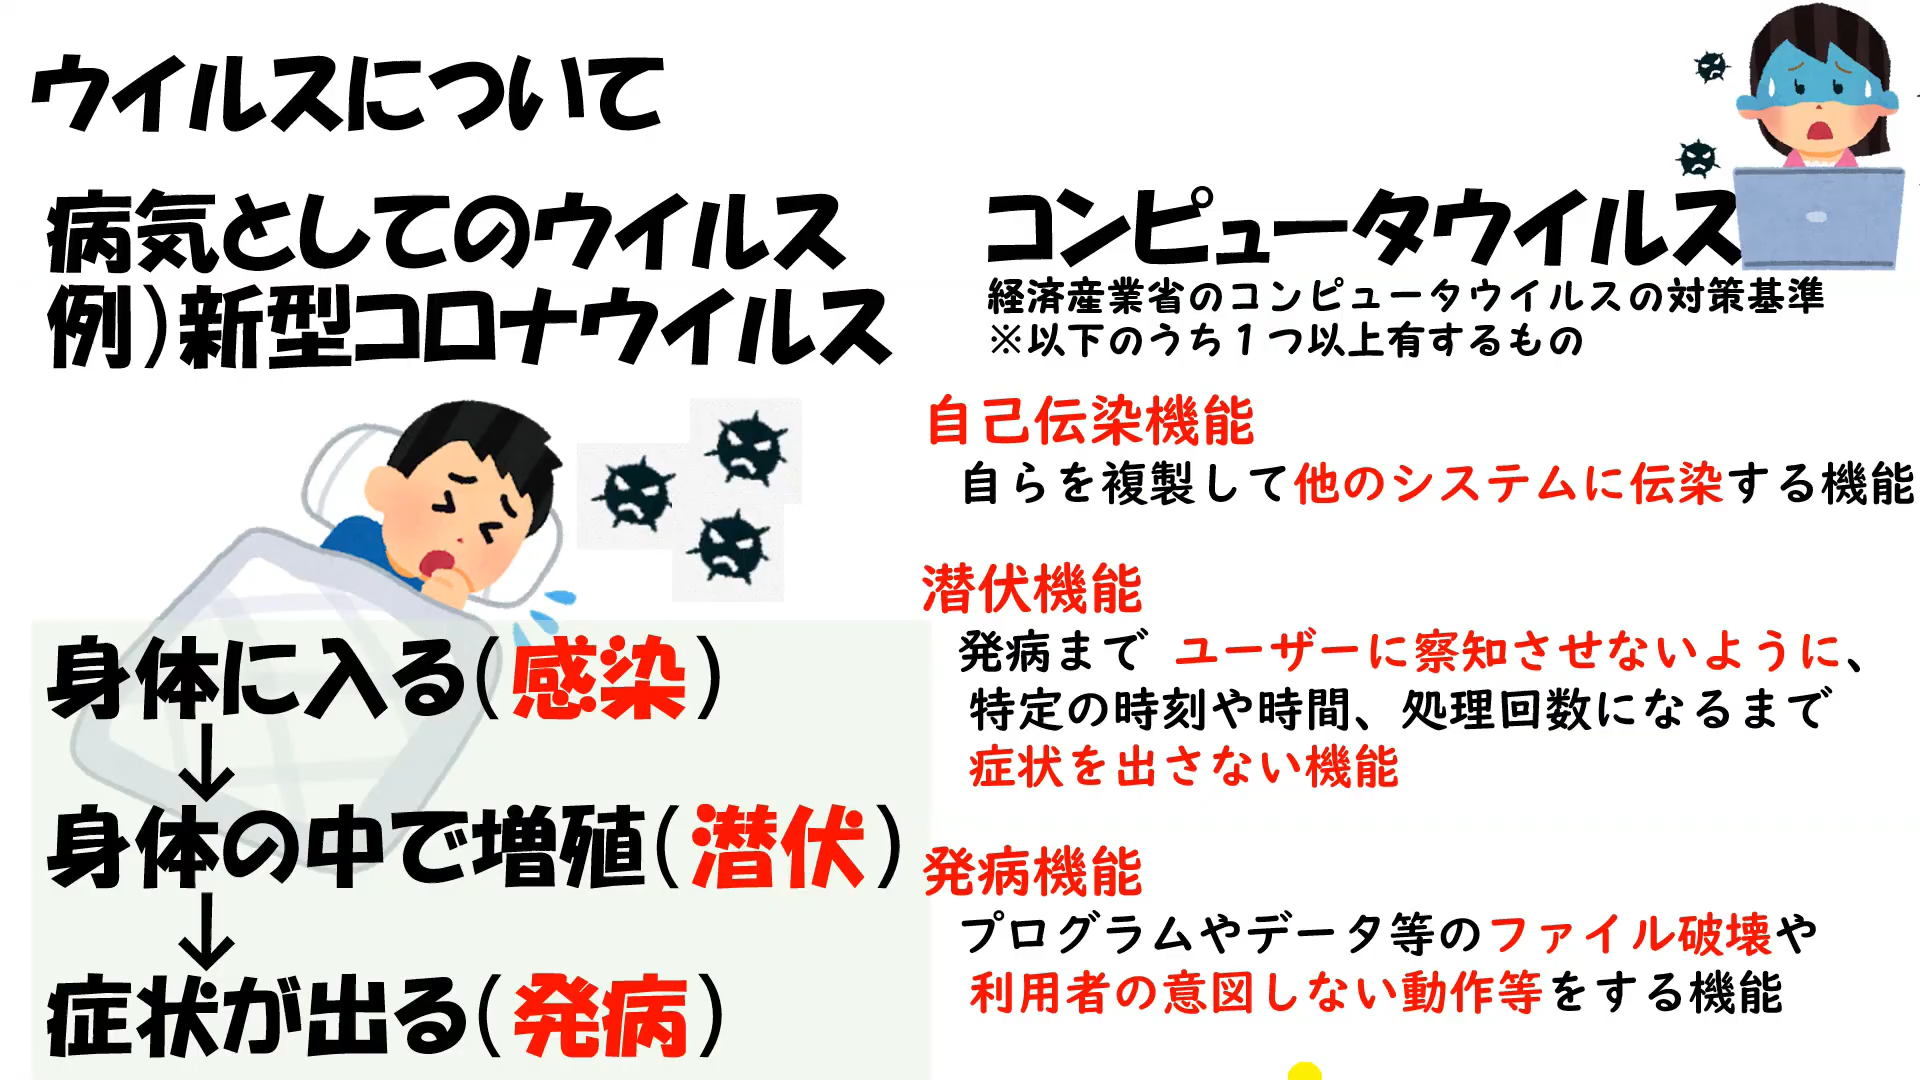 ウイルスについて
病気としてのウイルス
例)新型コロナウイルス
身体に入る(感染)
↓
身体の中で増殖(潜伏)
↓
症状が出る(発病)
コンピュータウイルス
経済産業省のコンピュータウイルスの対策基準
※以下のうち１つ以上有するもの
自己伝染機能
自らを複製して他のシステムに伝染する機能
潜伏機能
発病まで ユーザーに察知させないように、
特定の時刻や時間、処理回数になるまで
症状を出さない機能
発病機能
プログラムやデータ等のファイル破壊や
利用者の意図しない動作等をする機能